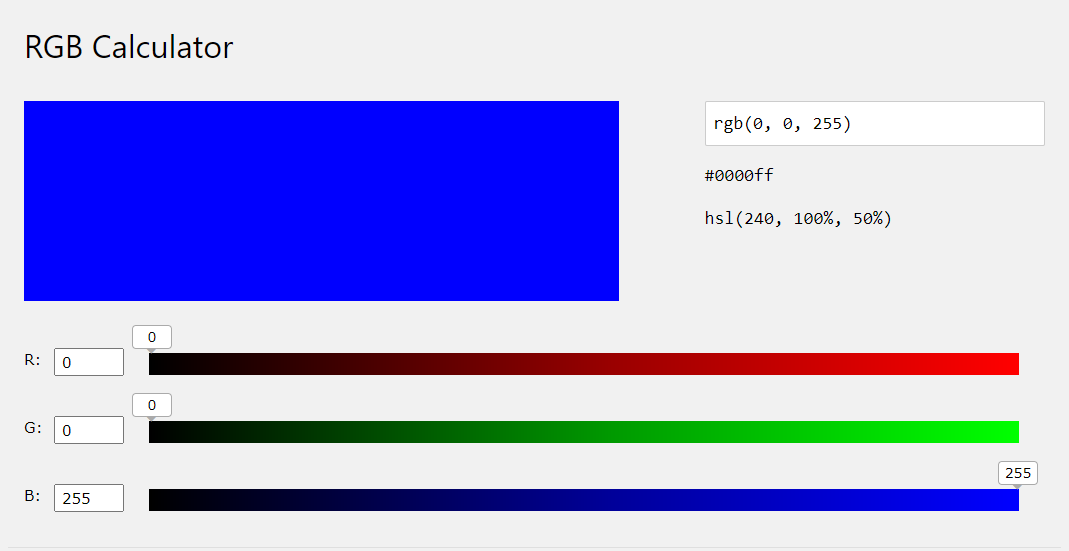 RGB Calculator
rgb(0, 0, 255)
#0000ff
hsl(240, 100%, 50%)
0
R: 0
0
G: 0
255
B: 255